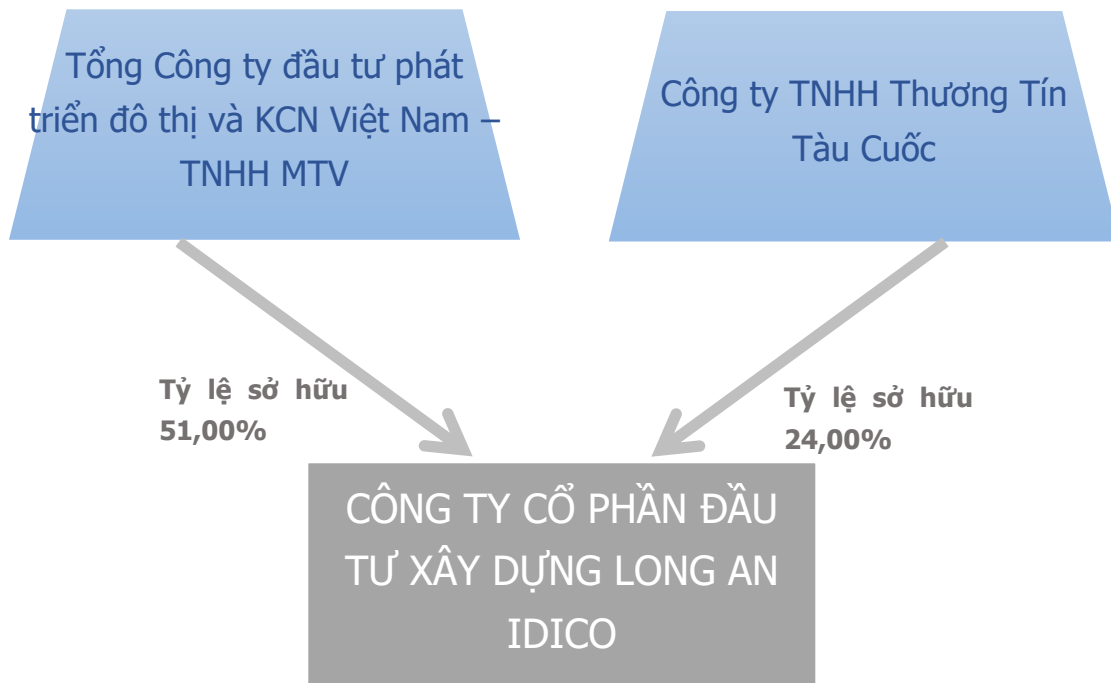 Tổng Công ty đầu tư phát
triển đô thị và KCN Việt Nam –
TNHH MTV
Công ty TNHH Thương Tín
Tàu Cuốc
Tỷ lệ sở hữu
51,00%
Tỷ lệ sở hữu
24,00%
CÔNG TY CỔ PHẦN ĐẦU
TƯ XÂY DỰNG LONG AN
IDICO